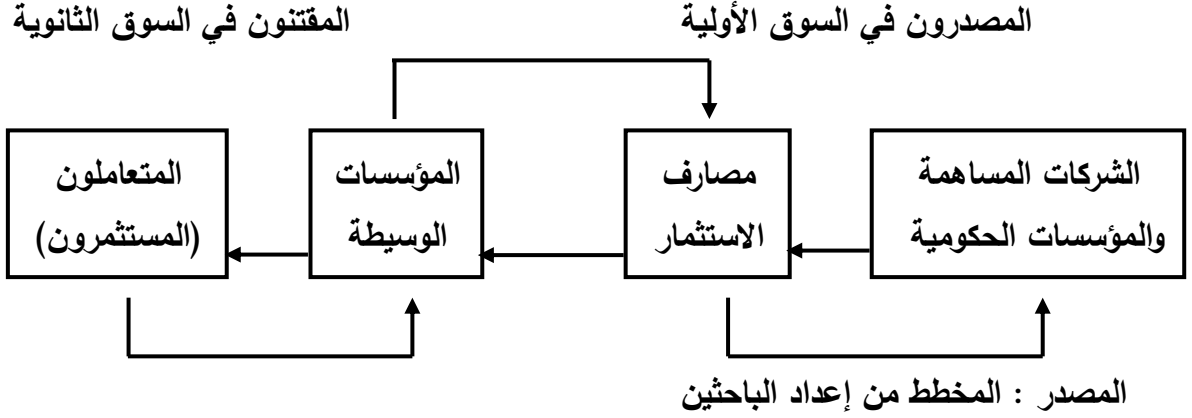 المصدرون في السوق الأولية
المقتنون في السوق الثانوية
الشركات المساهمة
والمؤسسات الحكومية
مصارف
الاستثمار
المؤسسات
الوسيطة
المتعاملون
(المستثمرون)
المصدر : المخطط من إعداد الباحثين